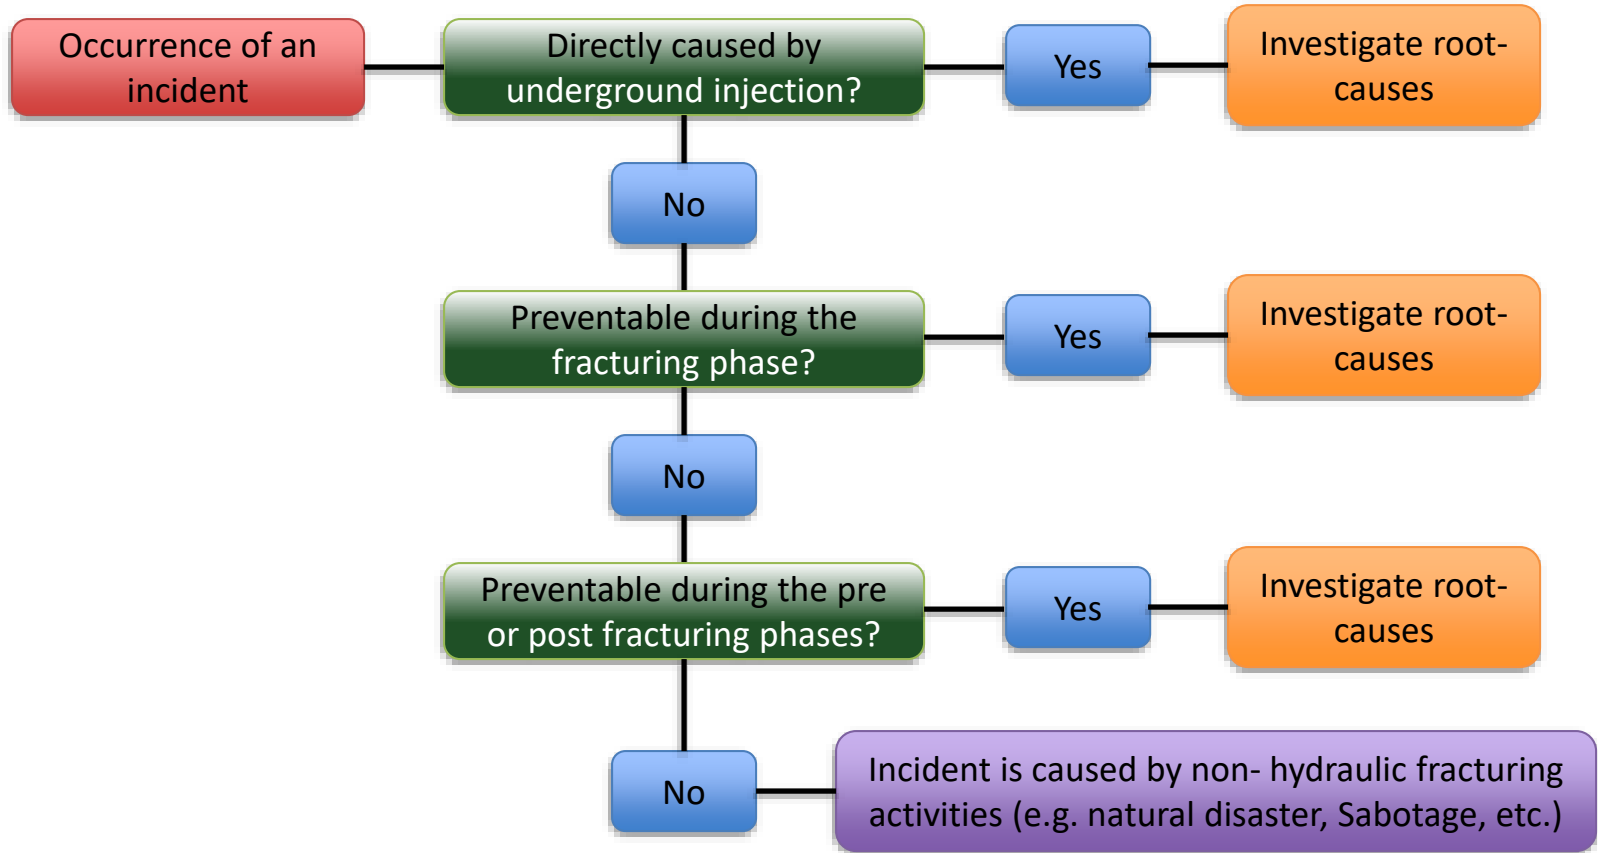 Occurrence of an
incident
Directly caused by
underground injection?
Yes
Investigate root-
causes
No
Preventable during the
fracturing phase?
Yes
Investigate root-
causes
No
Preventable during the pre
or post fracturing phases?
Yes
Investigate root-
causes
No
Incident is caused by non- hydraulic fracturing
activities (e.g. natural disaster, Sabotage, etc.)